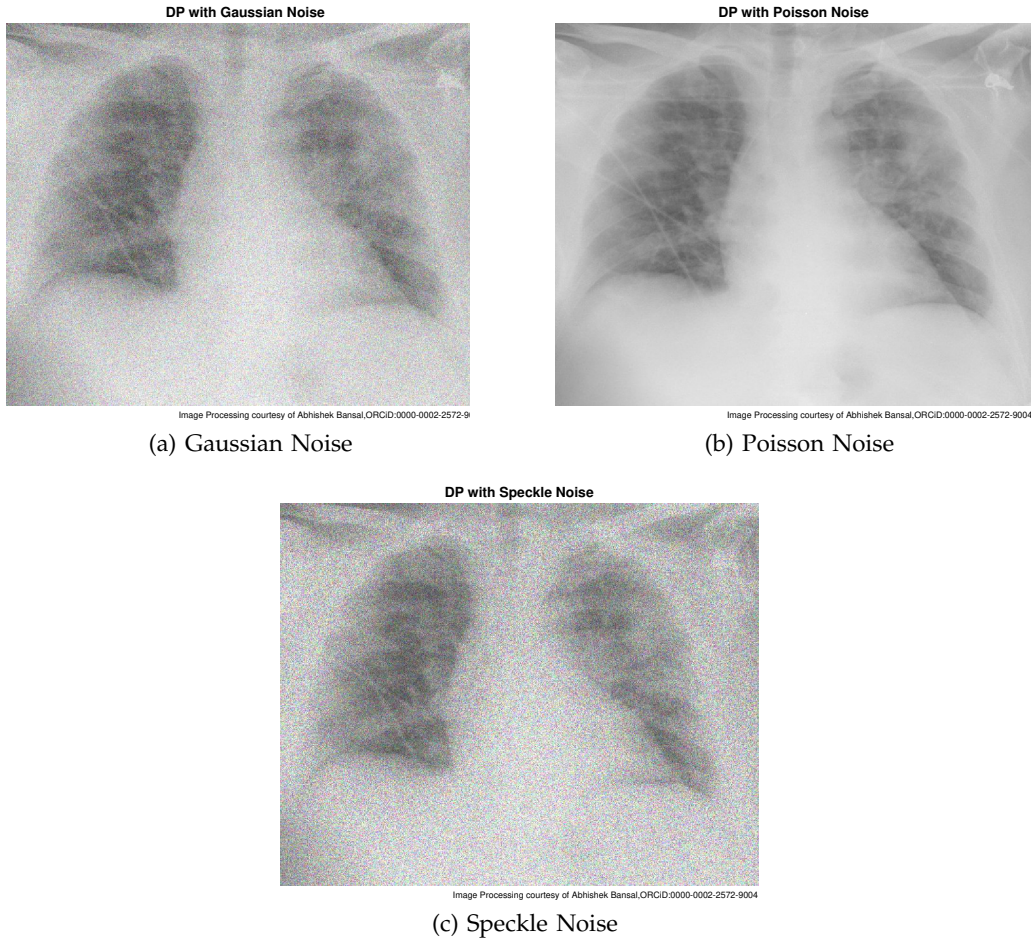 DP with Gaussian Noise
Image Processing courtesy of Abhishek Bansal,ORCiD:0000-0002-2572-9
(a) Gaussian Noise
DP with Poisson Noise
Image Processing courtesy of Abhishek Bansal,ORCiD:0000-0002-2572-9004
(b) Poisson Noise
DP with Speckle Noise
Image Processing courtesy of Abhishek Bansal,ORCiD:0000-0002-2572-9004
(c) Speckle Noise